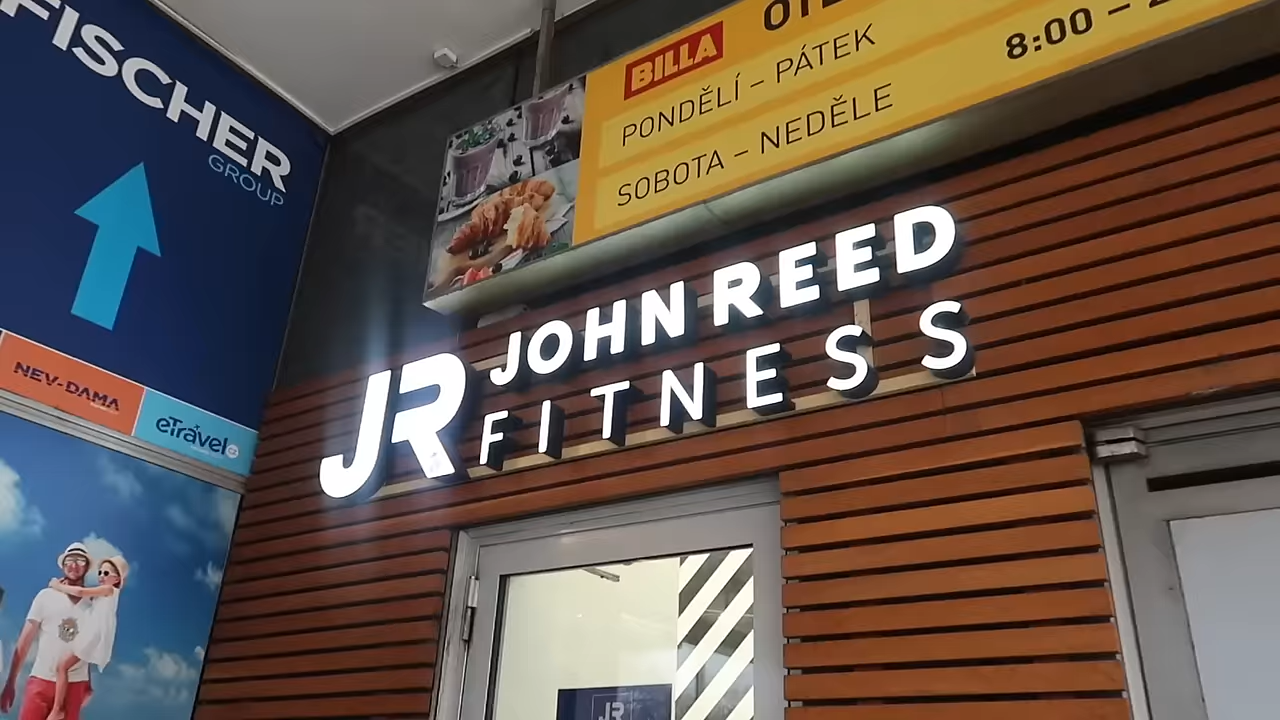 FISCHER
GROUP
NEV-DAMA
eTravel
BILLA
PONDĚLÍ – PÁTEK
8:00 –
SOBOTA – NEDĚLE
JR JOHN REED
FITNESS
JR